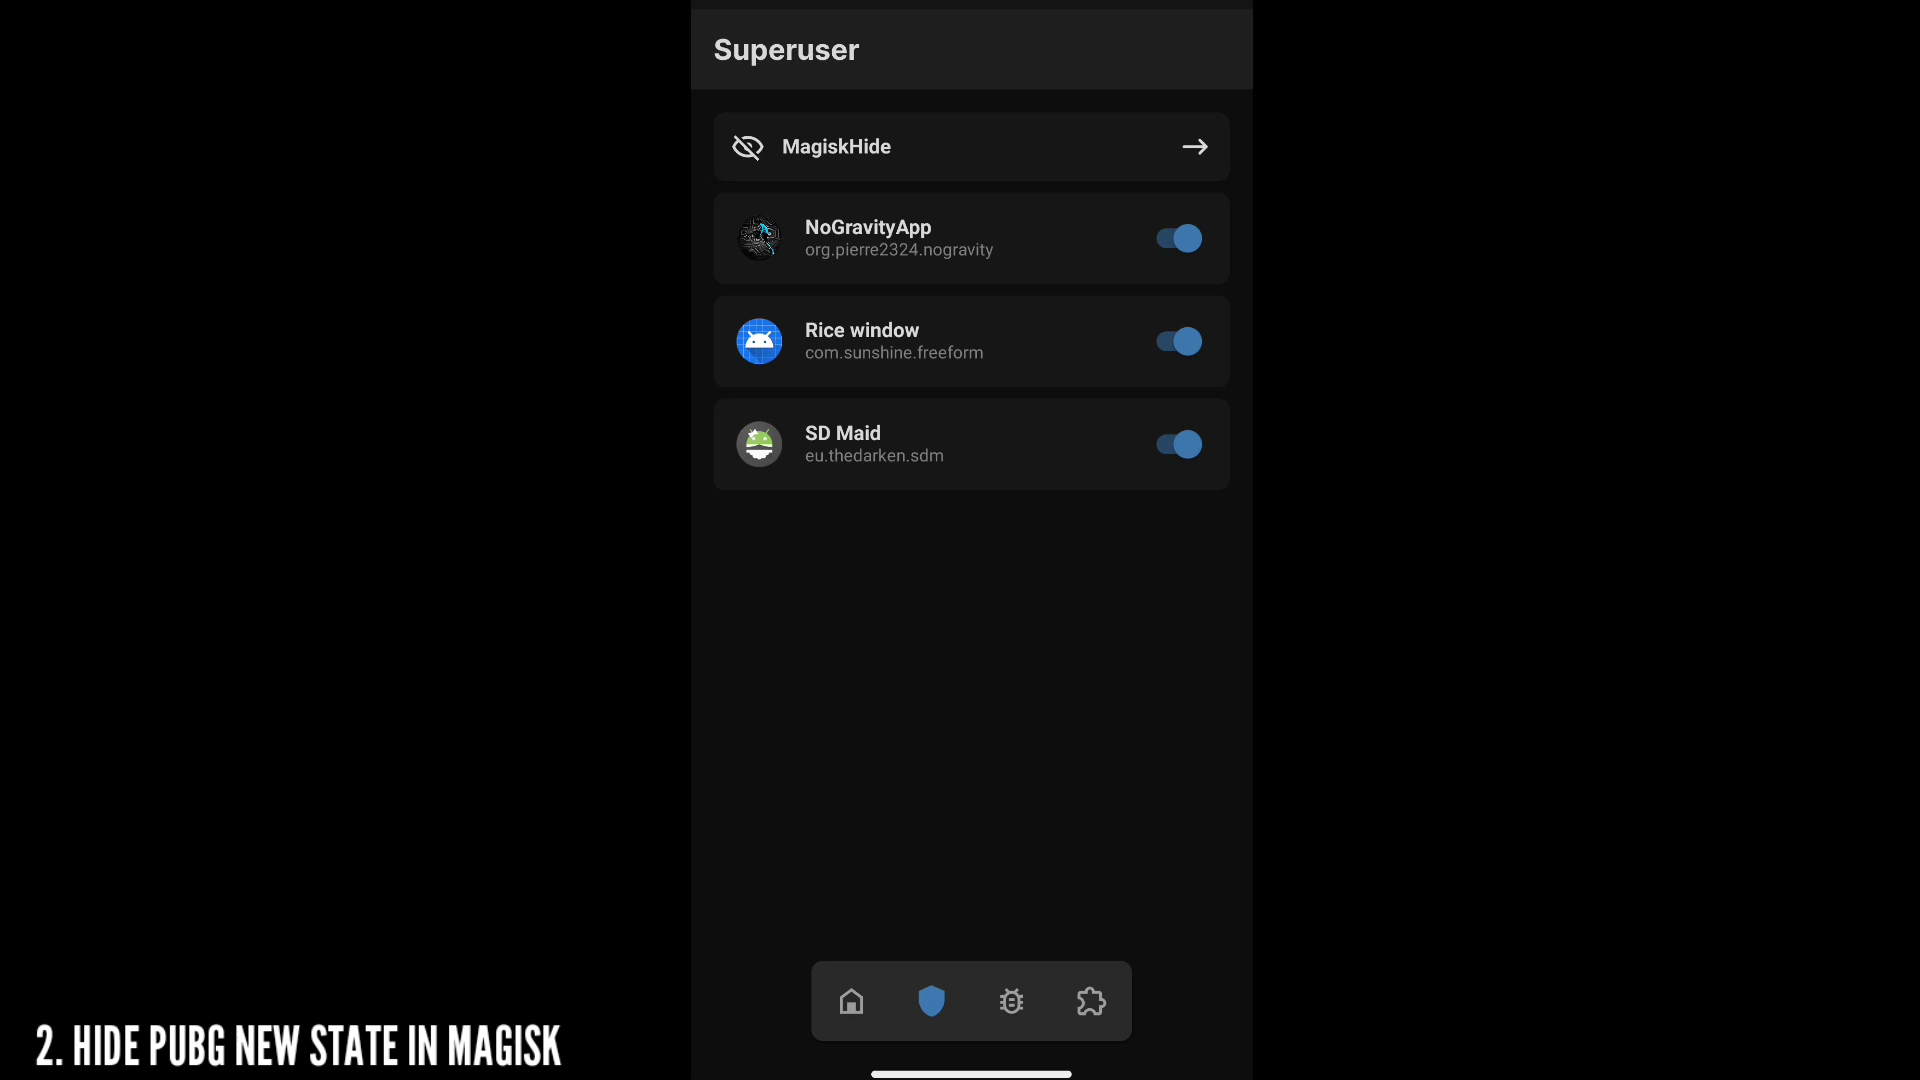 Superuser
MagiskHide
NoGravityApp
org.pierre2324.nogravity
Rice window
com.sunshine.freeform
SD Maid
eu.thedarken.sdm
2. HIDE PUBG NEW STATE IN MAGISK